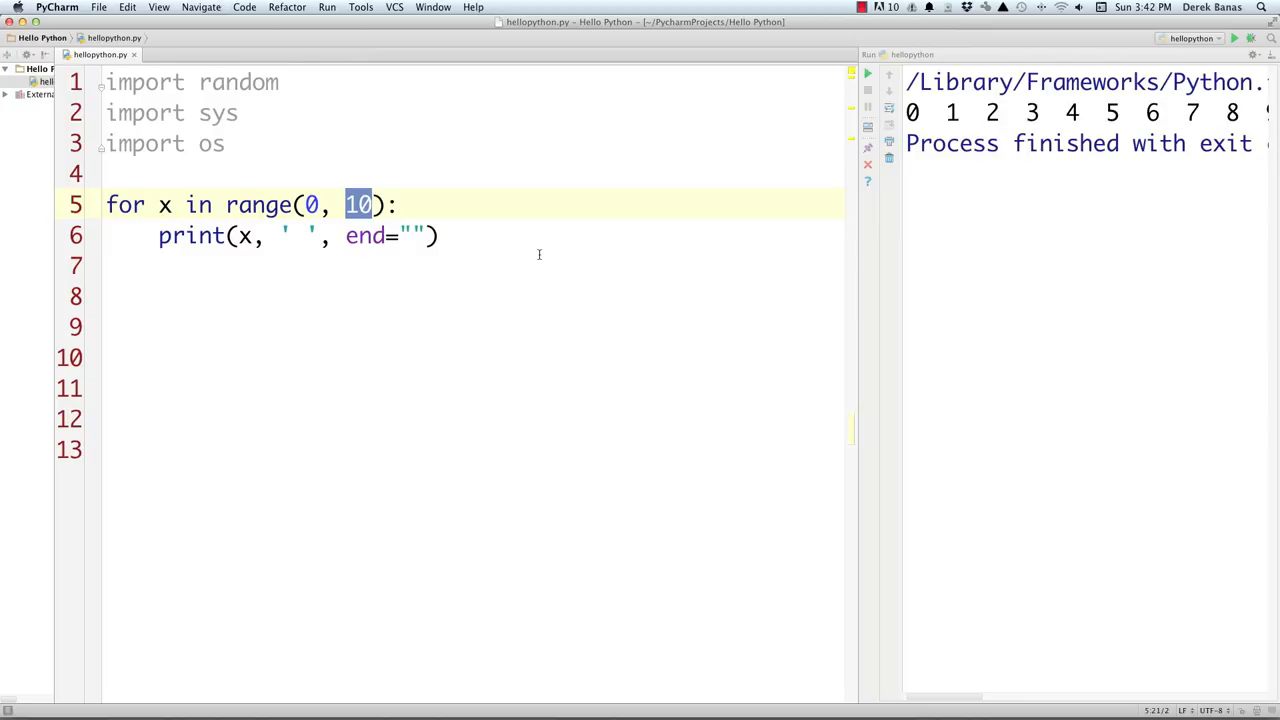 PyCharm File Edit View Navigate Code Refactor Run Tools VCS Window Help 10 Sun 3:42 PM Derek Banas
hellopython.py - Hello Python - [~/PycharmProjects/Hello Python]
Hello Python hellopython.py hellopython
hellopython.py × Run hellopython
Hello P
hell
Externa
1 import random
2 import sys
3 import os
4
5 for x in range(0, 10):
6 print(x, ' ', end="")
7
8
9
10
11
12
13
/Library/Frameworks/Python.
0 1 2 3 4 5 6 7 8 9
Process finished with exit
5:21/2 LF UTF-8